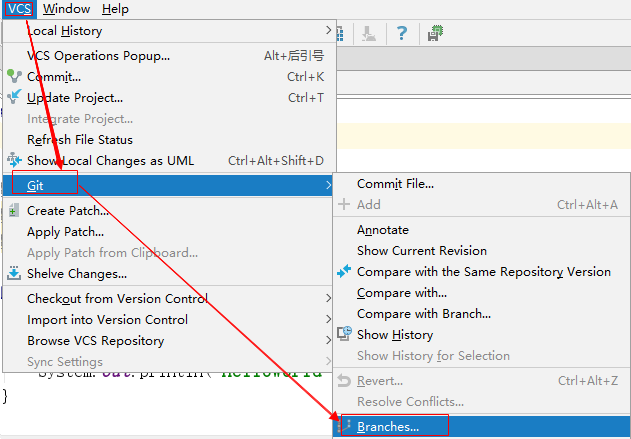 VCS Window Help
Local History
VCS Operations Popup... Alt+后引号
Commit... Ctrl+K
Update Project... Ctrl+T
Integrate Project...
Refresh File Status
Show Local Changes as UML Ctrl+Alt+Shift+D
Git
Create Patch...
Apply Patch...
Apply Patch from Clipboard...
Shelve Changes...
Checkout from Version Control
Import into Version Control
Browse VCS Repository
Sync Settings
Commit File...
Add Ctrl+Alt+A
Annotate
Show Current Revision
Compare with the Same Repository Version
Compare with...
Compare with Branch...
Show History
Show History for Selection
Revert... Ctrl+Alt+Z
Resolve Conflicts...
Branches...
System.out.println("Helloworld
}